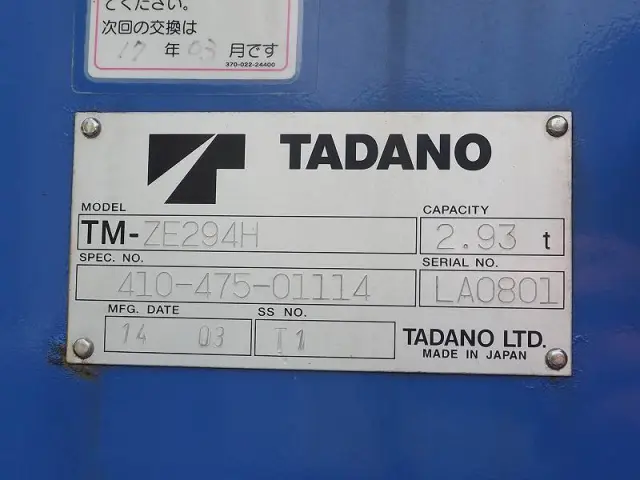 てください。
次回の交換は
17 年 03 月です
370-022-24400
TADANO
MODEL
TM-ZE294H
CAPACITY
2.93 t
SPEC. NO.
410-475-01114
SERIAL NO.
LA0801
MFG. DATE
14 03
SS NO.
T1
TADANO LTD.
MADE IN JAPAN